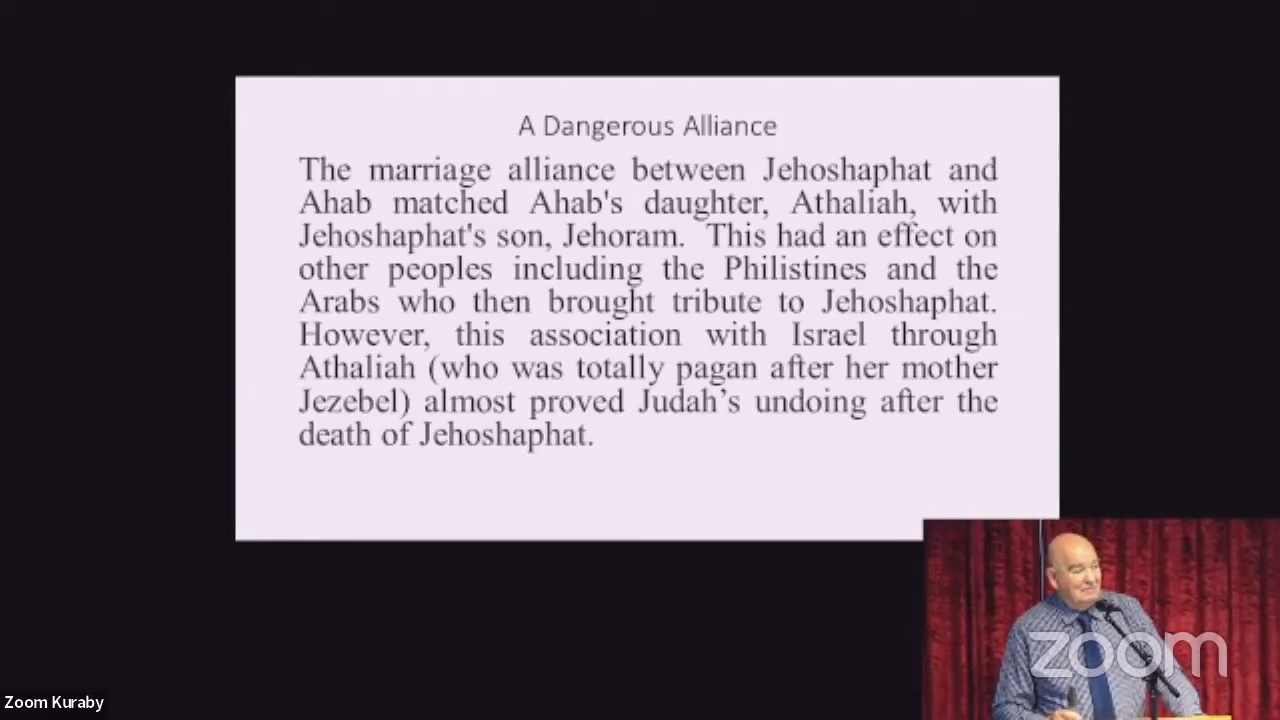 A Dangerous Alliance
The marriage alliance between Jehoshaphat and
Ahab matched Ahab's daughter, Athaliah, with
Jehoshaphat's son, Jehoram.  This had an effect on
other peoples including the Philistines and the
Arabs who then brought tribute to Jehoshaphat.
However, this association with Israel through
Athaliah (who was totally pagan after her mother
Jezebel) almost proved Judah’s undoing after the
death of Jehoshaphat.
zoom
Zoom Kuraby